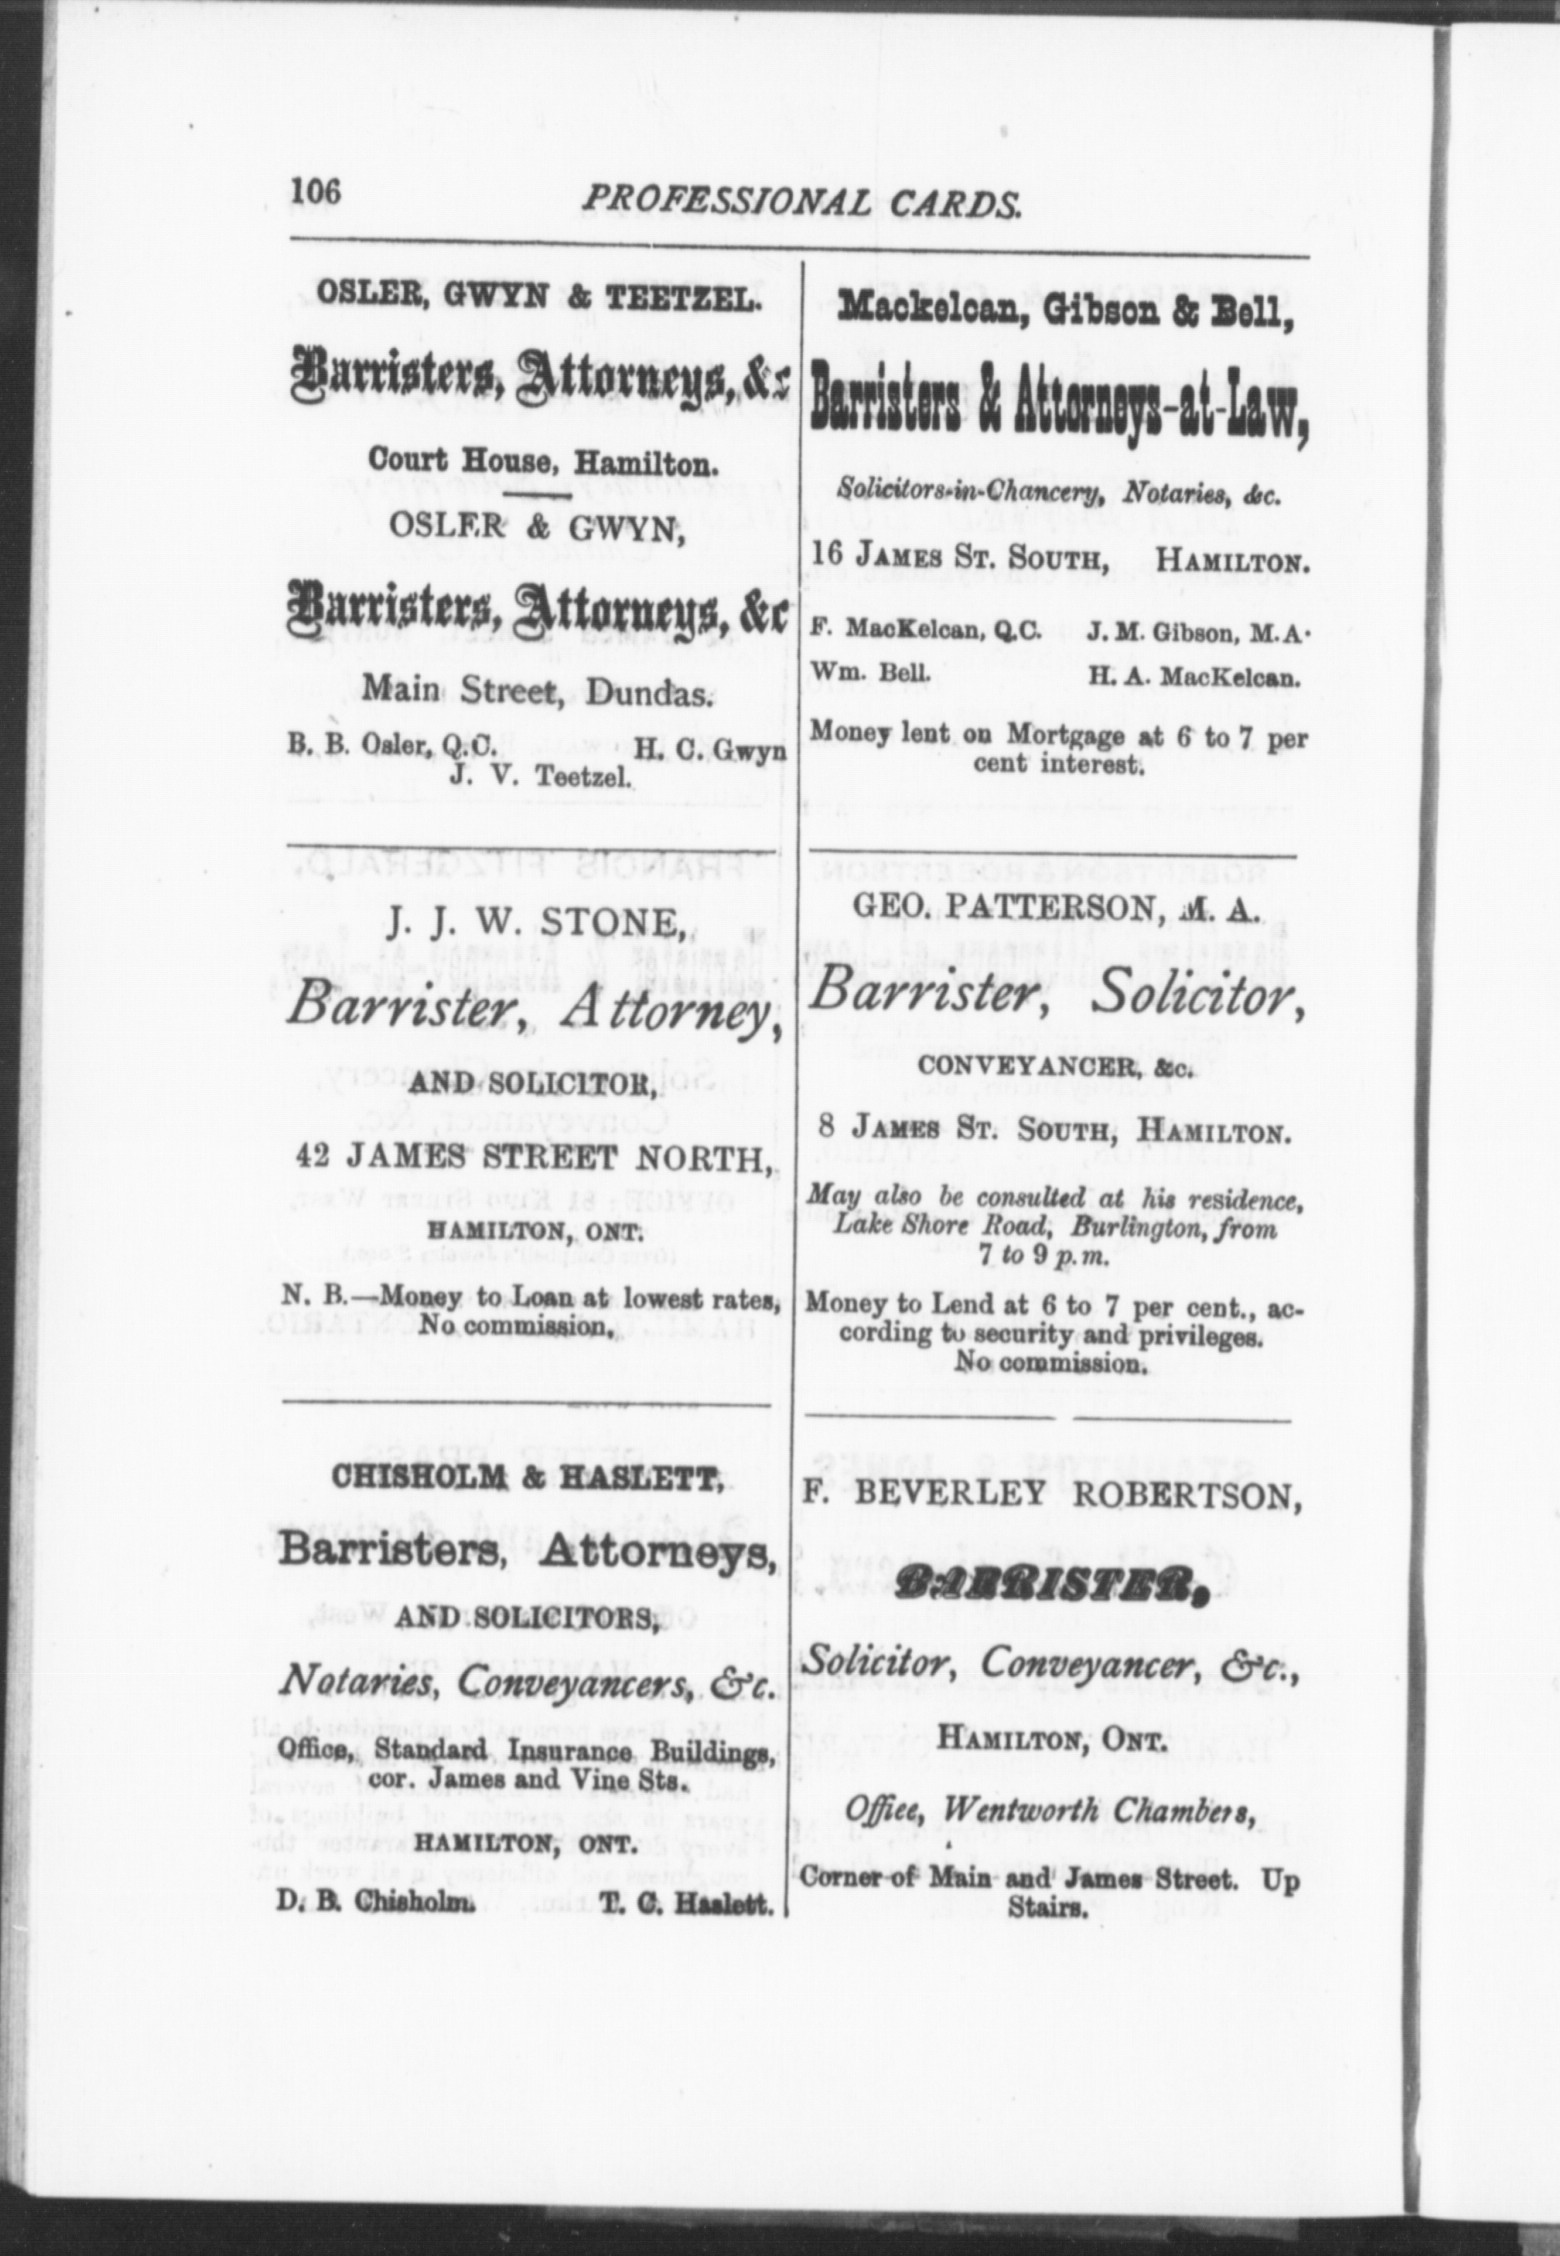 106
PROFESSIONAL CARDS.
OSLER, GWYN & TEETZEL.
Barristers, Attorneys, &c
Court House, Hamilton.
OSLER & GWYN,
Barristers, Attorneys, &c
Main Street, Dundas.
B. B. Osler, Q.C. H. C. Gwyn
J. V. Teetzel.
J. J. W. STONE,
Barrister, Attorney,
AND SOLICITOR,
42 JAMES STREET NORTH,
HAMILTON, ONT.
N. B.—Money to Loan at lowest rates,
No commission.
CHISHOLM & HASLETT,
Barristers, Attorneys,
AND SOLICITORS,
Notaries, Conveyancers, &c.
Office, Standard Insurance Buildings,
cor. James and Vine Sts.
HAMILTON, ONT.
D. B. Chisholm. T. C. Haslett.
Mackelcan, Gibson & Bell,
Barristers & Attorneys-at-Law,
Solicitors-in-Chancery, Notaries, &c.
16 JAMES ST. SOUTH, HAMILTON.
F. MacKelcan, Q.C. J. M. Gibson, M.A.
Wm. Bell. H. A. MacKelcan.
Money lent on Mortgage at 6 to 7 per
cent interest.
GEO. PATTERSON, M. A.
Barrister, Solicitor,
CONVEYANCER, &c.
8 JAMES ST. SOUTH, HAMILTON.
May also be consulted at his residence,
Lake Shore Road, Burlington, from
7 to 9 p.m.
Money to Lend at 6 to 7 per cent., ac-
cording to security and privileges.
No commission.
F. BEVERLEY ROBERTSON,
BARRISTER,
Solicitor, Conveyancer, &c.,
HAMILTON, ONT.
Office, Wentworth Chambers,
Corner of Main and James Street. Up
Stairs.